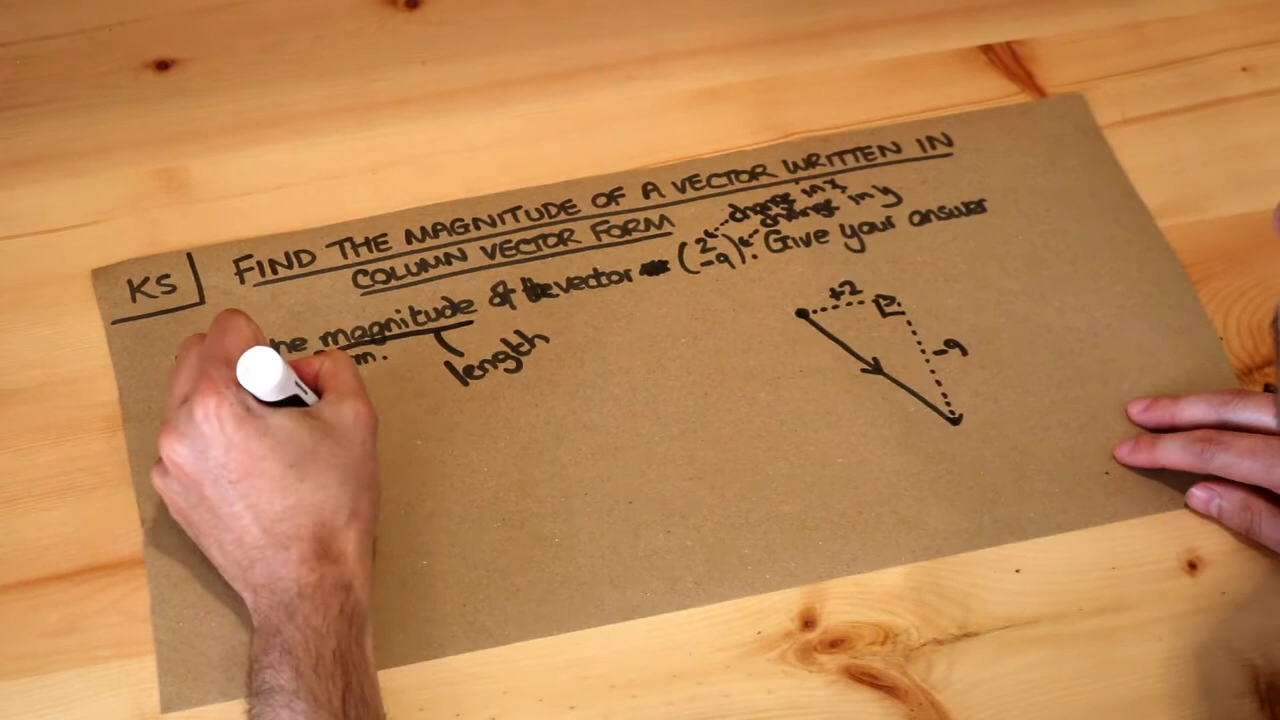 KS
FIND THE MAGNITUDE OF A VECTOR WRITTEN IN
COLUMN VECTOR FORM
change in x
change in y
he magnitude of the vector (2 -9). Give your answer
m.
length
+2
-9